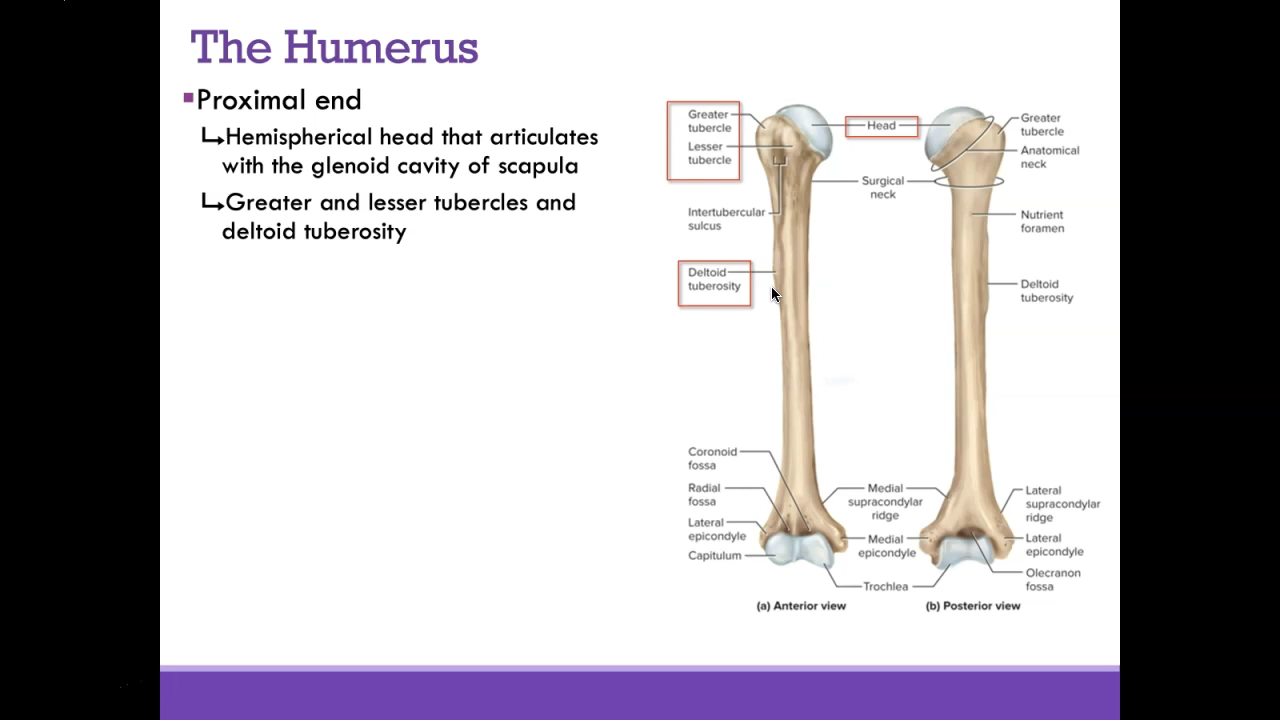 The Humerus
▪Proximal end
↳Hemispherical head that articulates
with the glenoid cavity of scapula
↳Greater and lesser tubercles and
deltoid tuberosity
Greater
tubercle
Lesser
tubercle
Intertubercular
sulcus
Deltoid
tuberosity
Coronoid
fossa
Radial
fossa
Lateral
epicondyle
Capitulum
Head
Surgical
neck
Medial
supracondylar
ridge
Medial
epicondyle
Trochlea
Greater
tubercle
Anatomical
neck
Nutrient
foramen
Deltoid
tuberosity
Lateral
supracondylar
ridge
Lateral
epicondyle
Olecranon
fossa
(a) Anterior view
(b) Posterior view